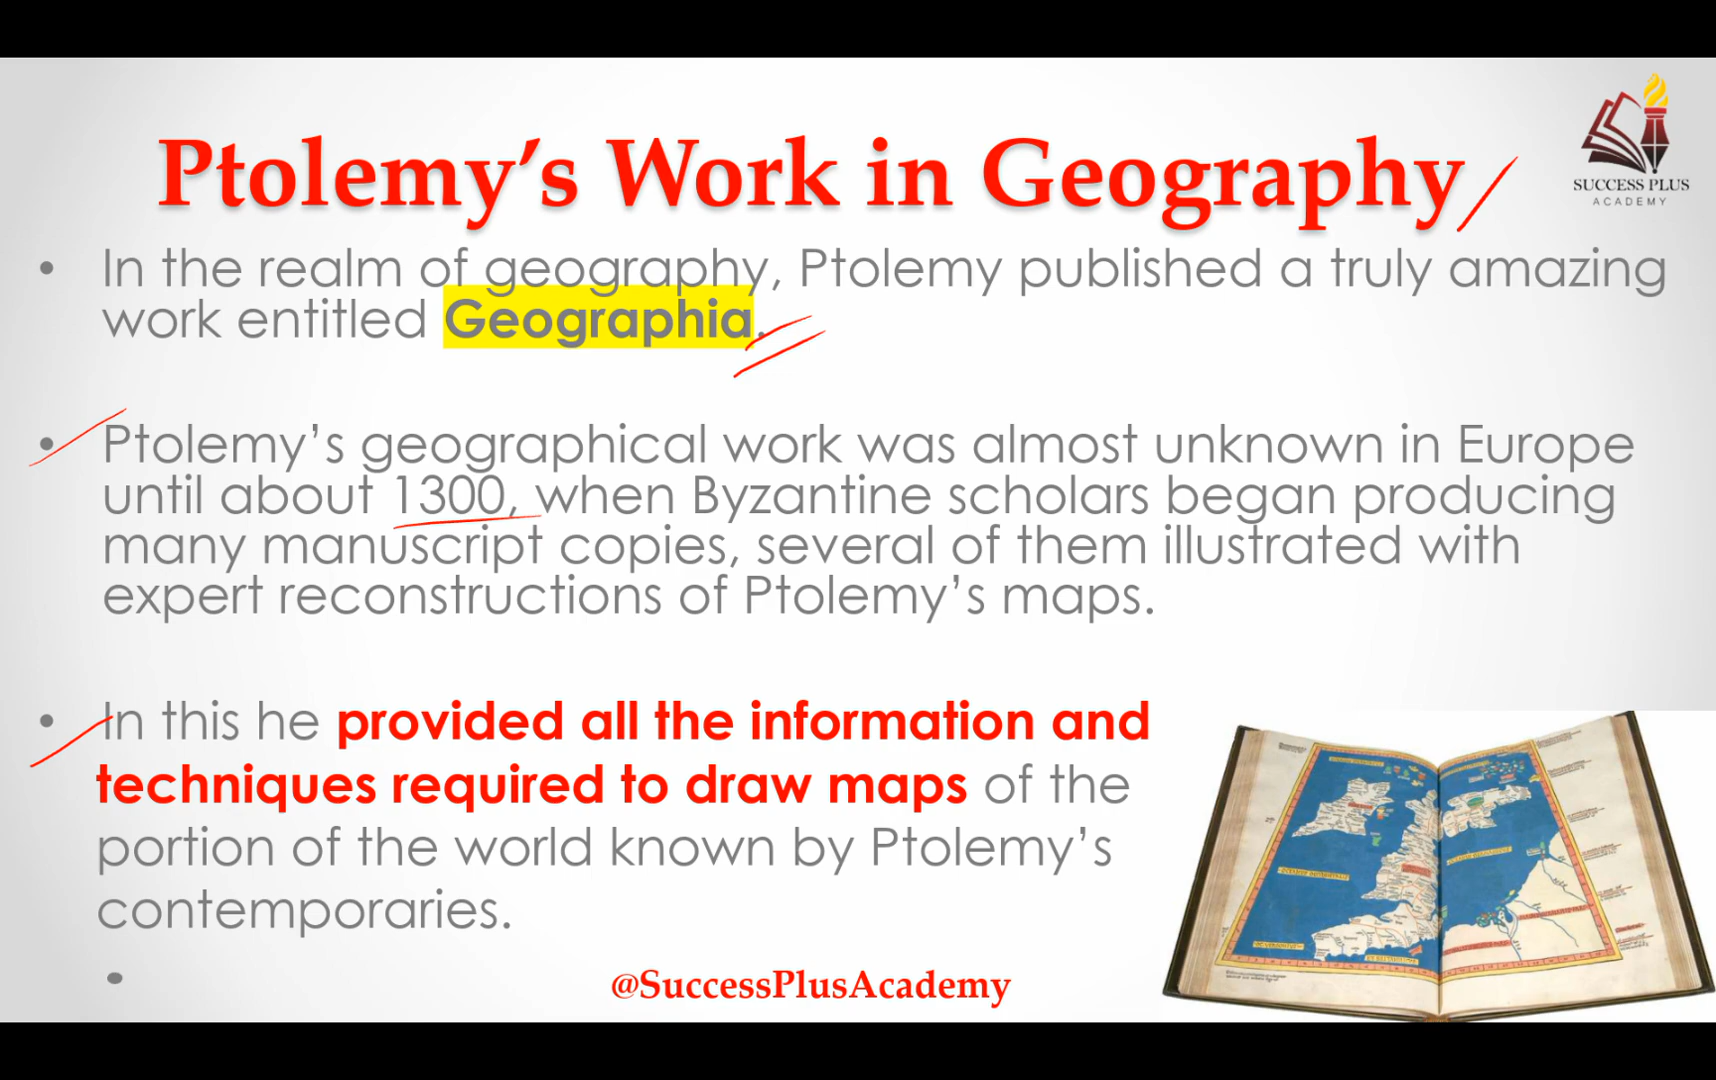 SUCCESS PLUS
ACADEMY
Ptolemy’s Work in Geography
• In the realm of geography, Ptolemy published a truly amazing
work entitled Geographia.
• Ptolemy’s geographical work was almost unknown in Europe
until about 1300, when Byzantine scholars began producing
many manuscript copies, several of them illustrated with
expert reconstructions of Ptolemy’s maps.
• In this he provided all the information and
techniques required to draw maps of the
portion of the world known by Ptolemy’s
contemporaries.
•
@SuccessPlusAcademy